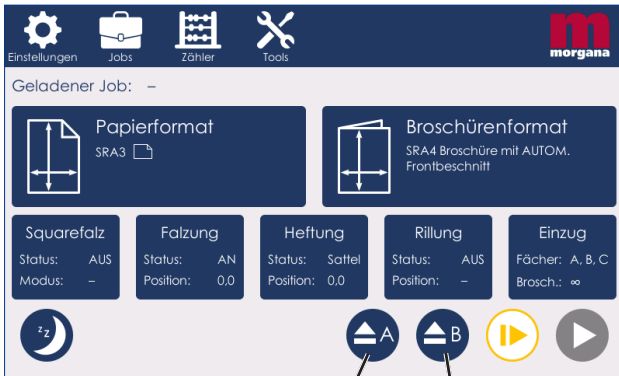 Einstellungen
Jobs
Zähler
Tools
morgana
Geladener Job: –
Papierformat
SRA3
Broschürenformat
SRA4 Broschüre mit AUTOM.
Frontbeschnitt
Squarefalz
Status: AUS
Modus: –
Falzung
Status: AN
Position: 0,0
Heftung
Status: Sattel
Position: 0,0
Rillung
Status: AUS
Position: –
Einzug
Fächer: A, B, C
Brosch.: ∞
zz
A
B